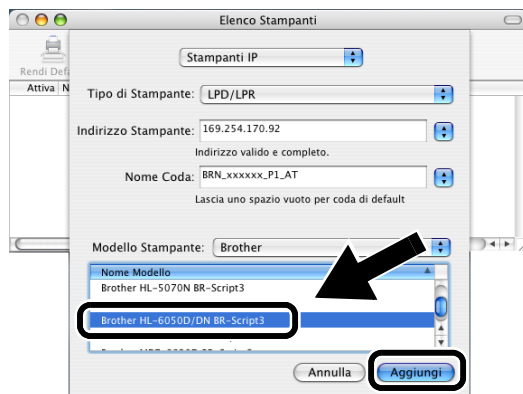 Elenco Stampanti
Stampanti IP
Rendi Defa
Attiva N
Tipo di Stampante: LPD/LPR
Indirizzo Stampante: 169.254.170.92
Indirizzo valido e completo.
Nome Coda: BRN_xxxxxx_P1_AT
Lascia uno spazio vuoto per coda di default
Modello Stampante: Brother
Nome Modello
Brother HL-5070N BR-Script3
Brother HL-6050D/DN BR-Script3
Annulla Aggiungi